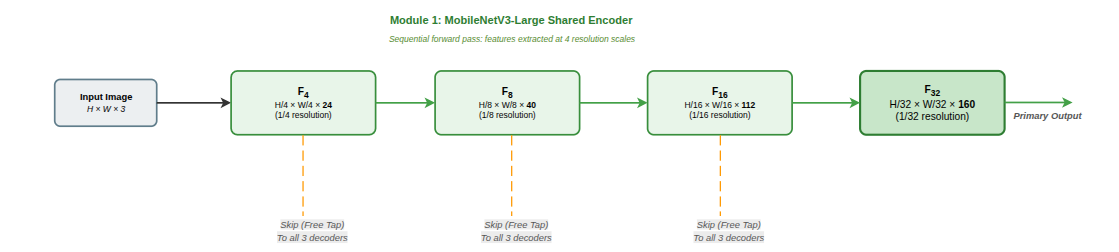 Module 1: MobileNetV3-Large Shared Encoder
Sequential forward pass: features extracted at 4 resolution scales
Input Image
H × W × 3
F4
H/4 × W/4 × 24
(1/4 resolution)
F8
H/8 × W/8 × 40
(1/8 resolution)
F16
H/16 × W/16 × 112
(1/16 resolution)
F32
H/32 × W/32 × 160
(1/32 resolution)
Primary Output
Skip (Free Tap)
To all 3 decoders
Skip (Free Tap)
To all 3 decoders
Skip (Free Tap)
To all 3 decoders